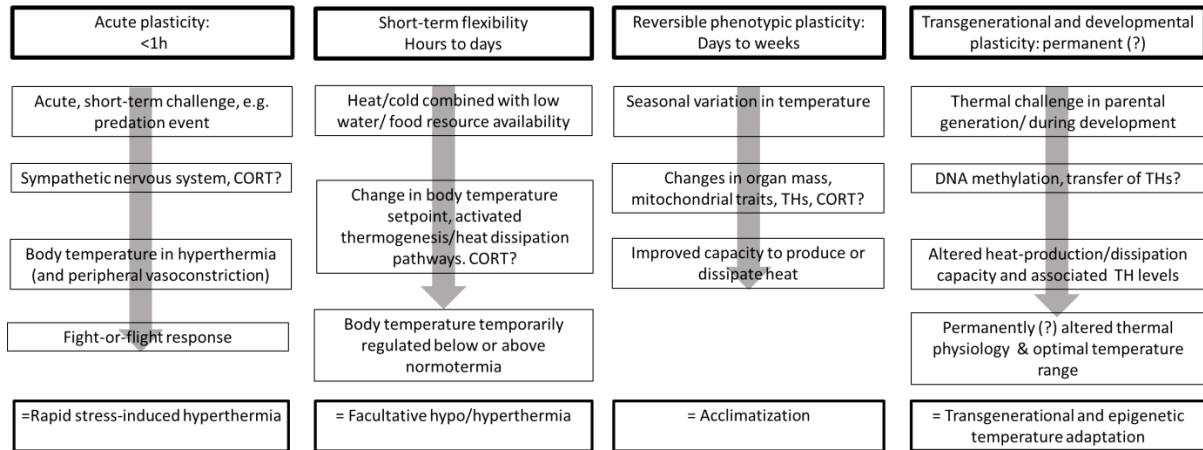 Acute plasticity:
<1h
Acute, short-term challenge, e.g.
predation event
Sympathetic nervous system, CORT?
Body temperature in hyperthermia
(and peripheral vasoconstriction)
Fight-or-flight response
=Rapid stress-induced hyperthermia
Short-term flexibility
Hours to days
Heat/cold combined with low
water/ food resource availability
Change in body temperature
setpoint, activated
thermogenesis/heat dissipation
pathways. CORT?
Body temperature temporarily
regulated below or above
normotermia
= Facultative hypo/hyperthermia
Reversible phenotypic plasticity:
Days to weeks
Seasonal variation in temperature
Changes in organ mass,
mitochondrial traits, THs, CORT?
Improved capacity to produce or
dissipate heat
= Acclimatization
Transgenerational and developmental
plasticity: permanent (?)
Thermal challenge in parental
generation/ during development
DNA methylation, transfer of THs?
Altered heat-production/dissipation
capacity and associated TH levels
Permanently (?) altered thermal
physiology & optimal temperature
range
= Transgenerational and epigenetic
temperature adaptation